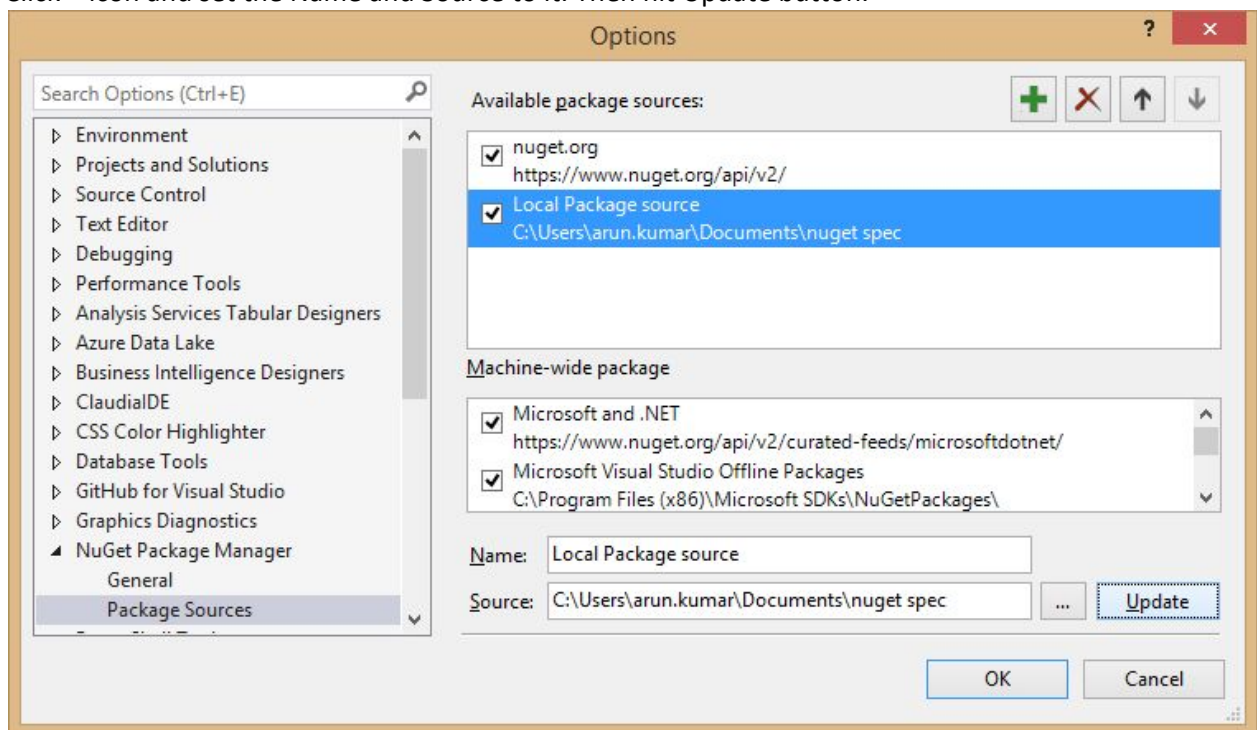 Options
?
Search Options (Ctrl+E)
Environment
Projects and Solutions
Source Control
Text Editor
Debugging
Performance Tools
Analysis Services Tabular Designers
Azure Data Lake
Business Intelligence Designers
ClaudiaIDE
CSS Color Highlighter
Database Tools
GitHub for Visual Studio
Graphics Diagnostics
NuGet Package Manager
General
Package Sources
Available package sources:
nuget.org
https://www.nuget.org/api/v2/
Local Package source
C:\Users\arun.kumar\Documents\nuget spec
Machine-wide package
Microsoft and .NET
https://www.nuget.org/api/v2/curated-feeds/microsoftdotnet/
Microsoft Visual Studio Offline Packages
C:\Program Files (x86)\Microsoft SDKs\NuGetPackages\
Name: Local Package source
Source: C:\Users\arun.kumar\Documents\nuget spec ... Update
OK Cancel